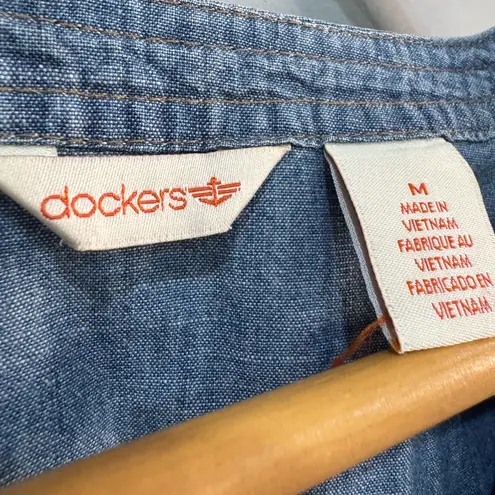 dockers
M
MADE IN
VIETNAM
FABRIQUE AU
VIETNAM
FABRICADO EN
VIETNAM